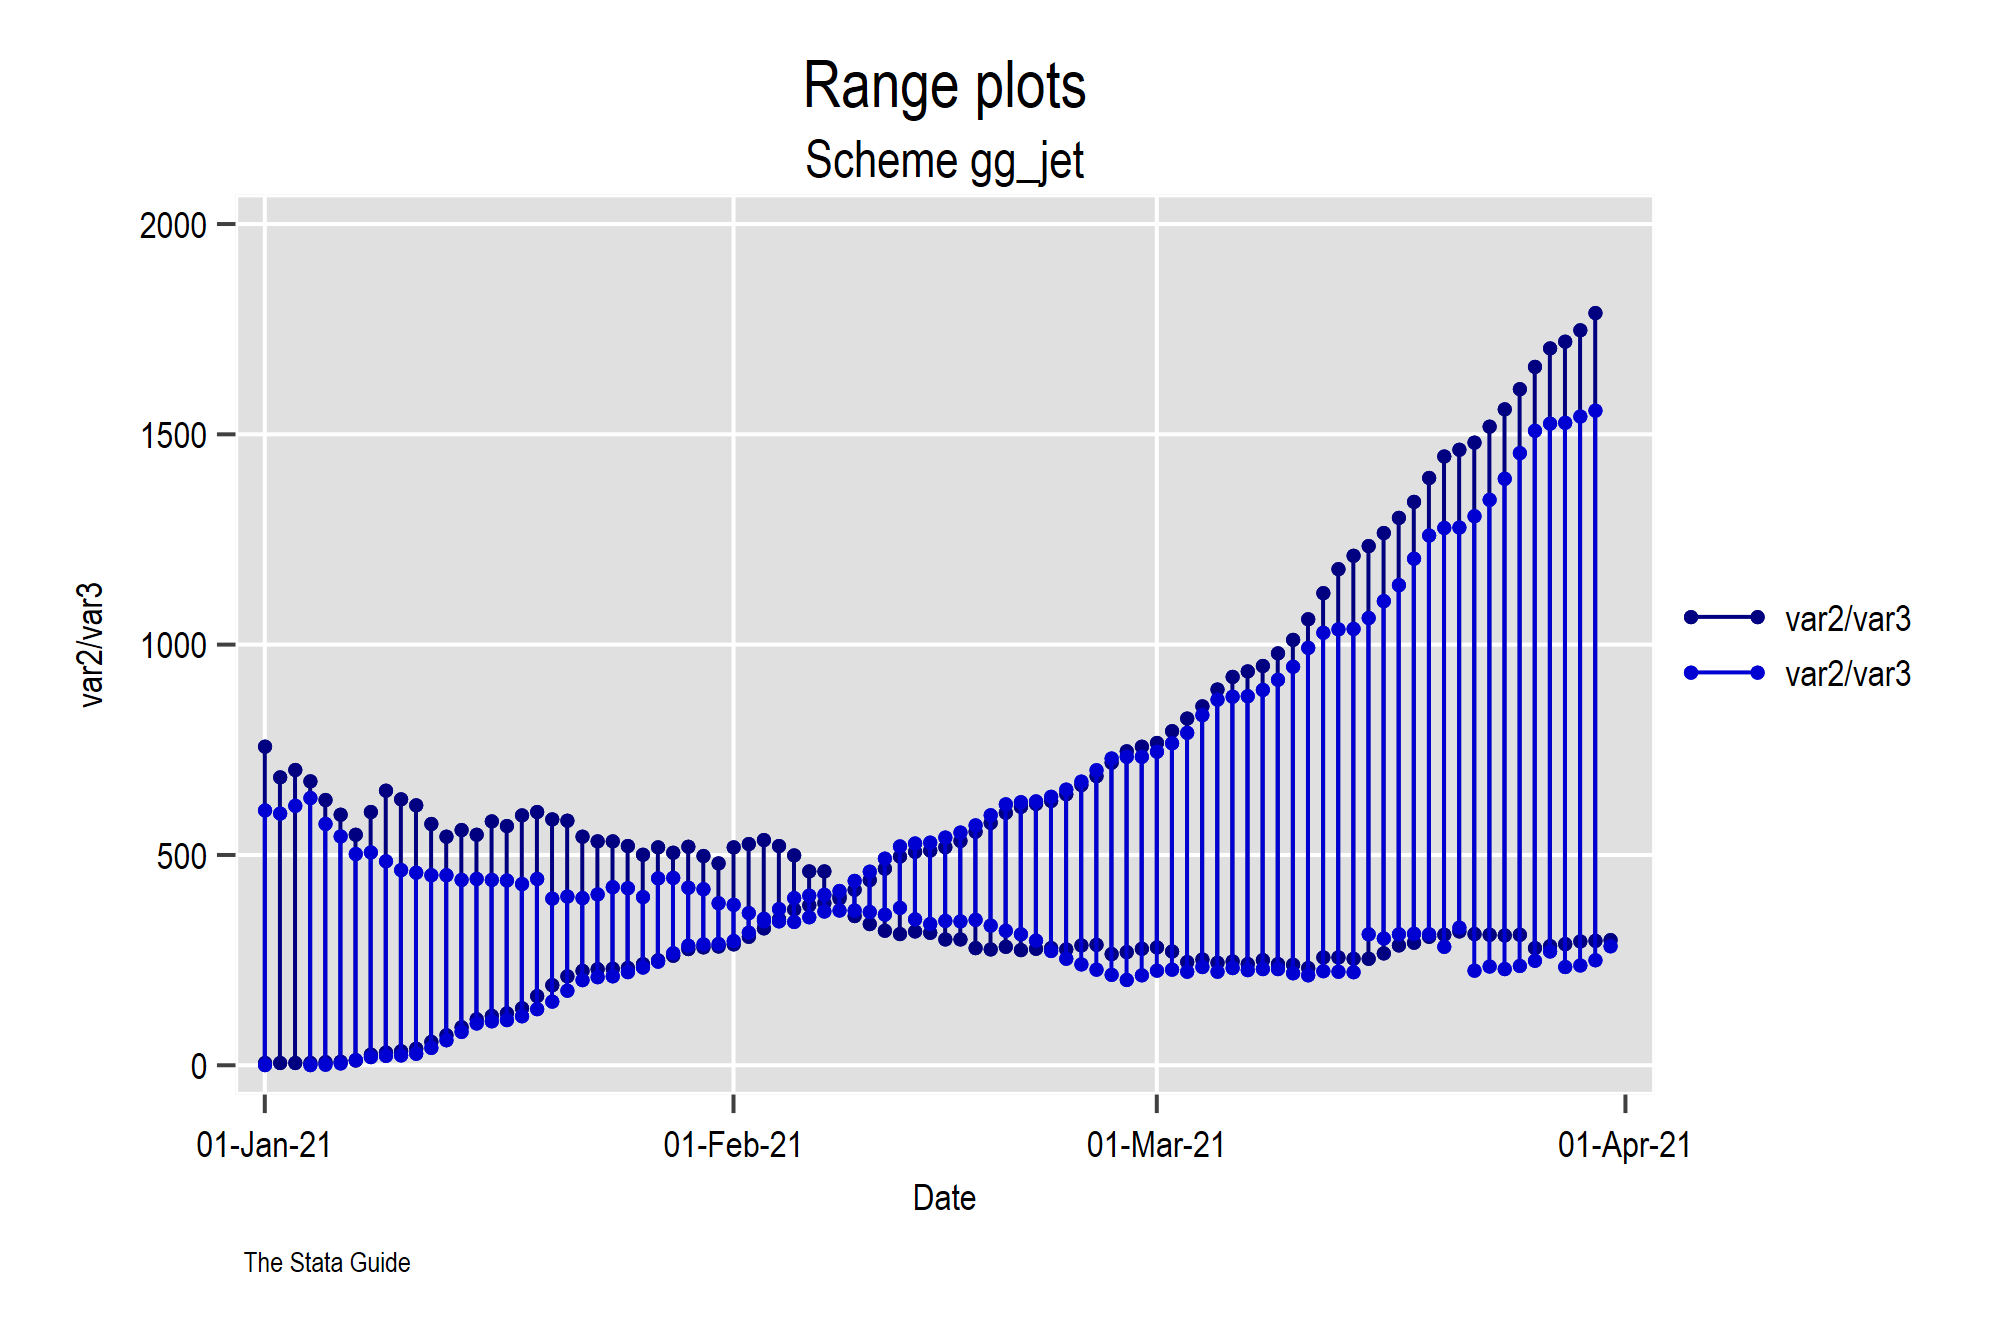 Range plots
Scheme gg_jet
2000
1500
1000
500
0
var2/var3
var2/var3
var2/var3
01-Jan-21
01-Feb-21
01-Mar-21
01-Apr-21
Date
The Stata Guide